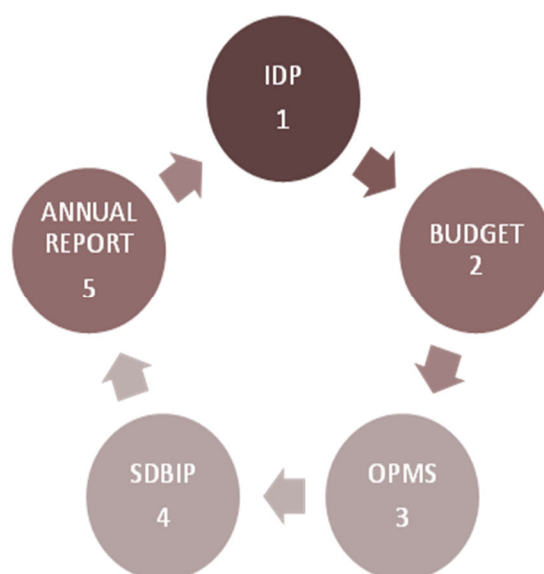 IDP
1
BUDGET
2
OPMS
3
SDBIP
4
ANNUAL
REPORT
5